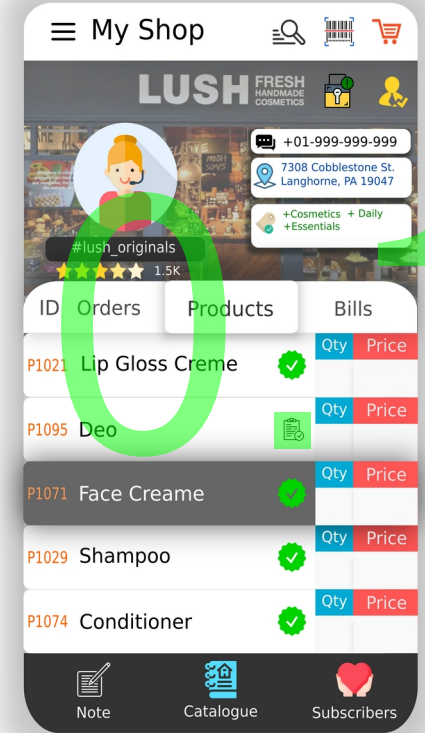 My Shop
LUSH FRESH
HANDMADE
COSMETICS
+01-999-999-999
7308 Cobblestone St.
Langhorne, PA 19047
+Cosmetics + Daily
+Essentials
#lush_originals
1.5K
ID Orders Products Bills
Qty Price
P1021 Lip Gloss Creme
Qty Price
P1095 Deo
Qty Price
P1071 Face Creame
Qty Price
P1029 Shampoo
Qty Price
P1074 Conditioner
Note Catalogue Subscribers
0